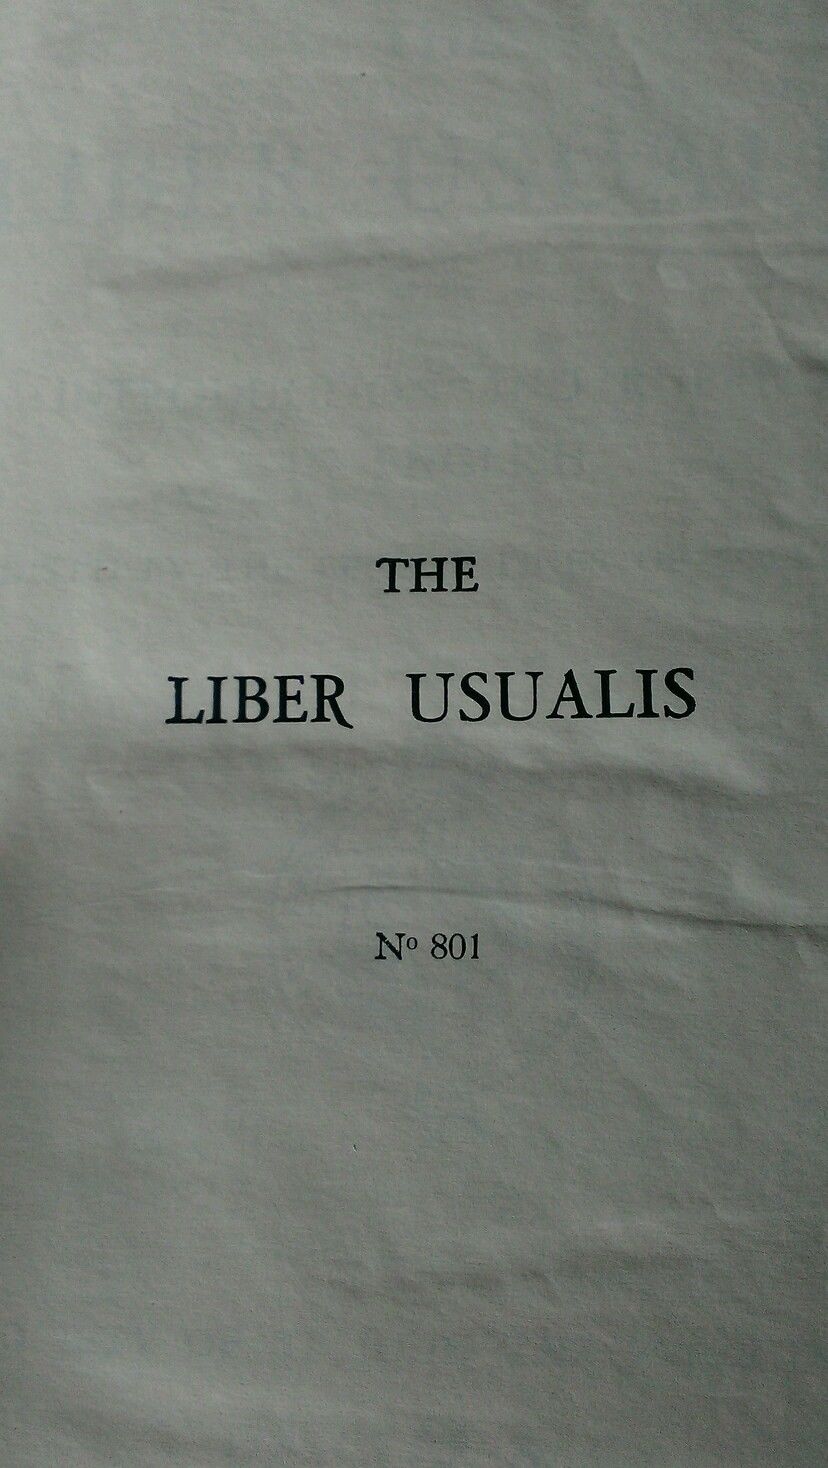 THE
LIBER USUALIS
Nº 801